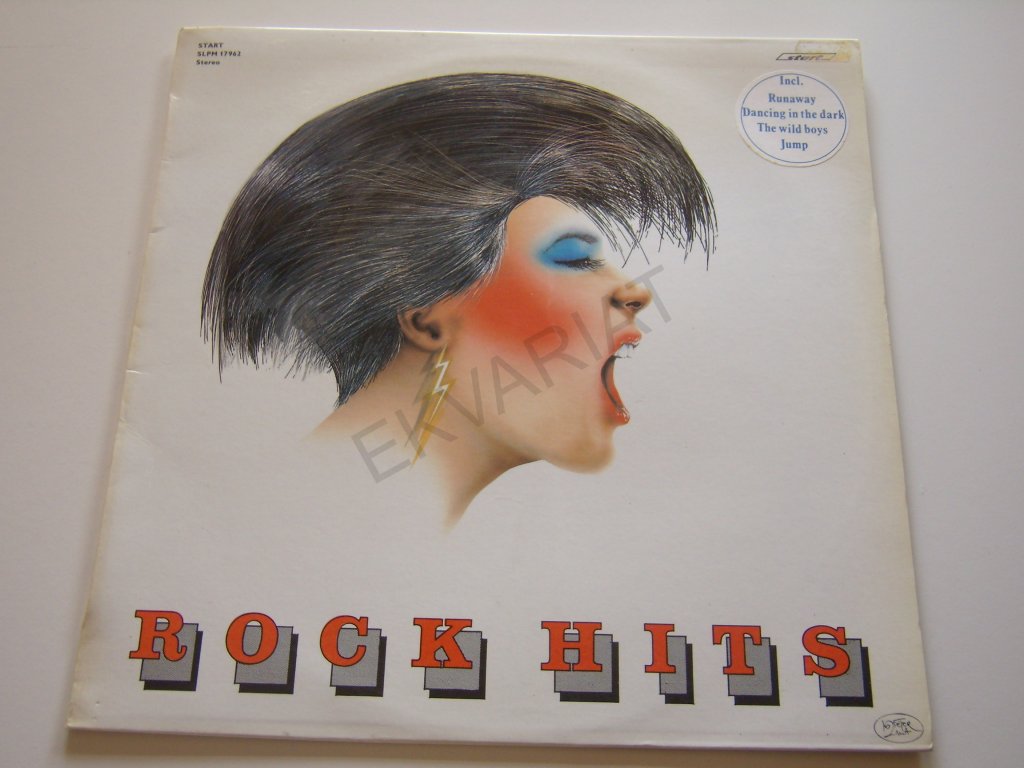 START
SLPM 17962
Stereo
start
Incl.
Runaway
Dancing in the dark
The wild boys
Jump
EKVARIAT
ROCK HITS